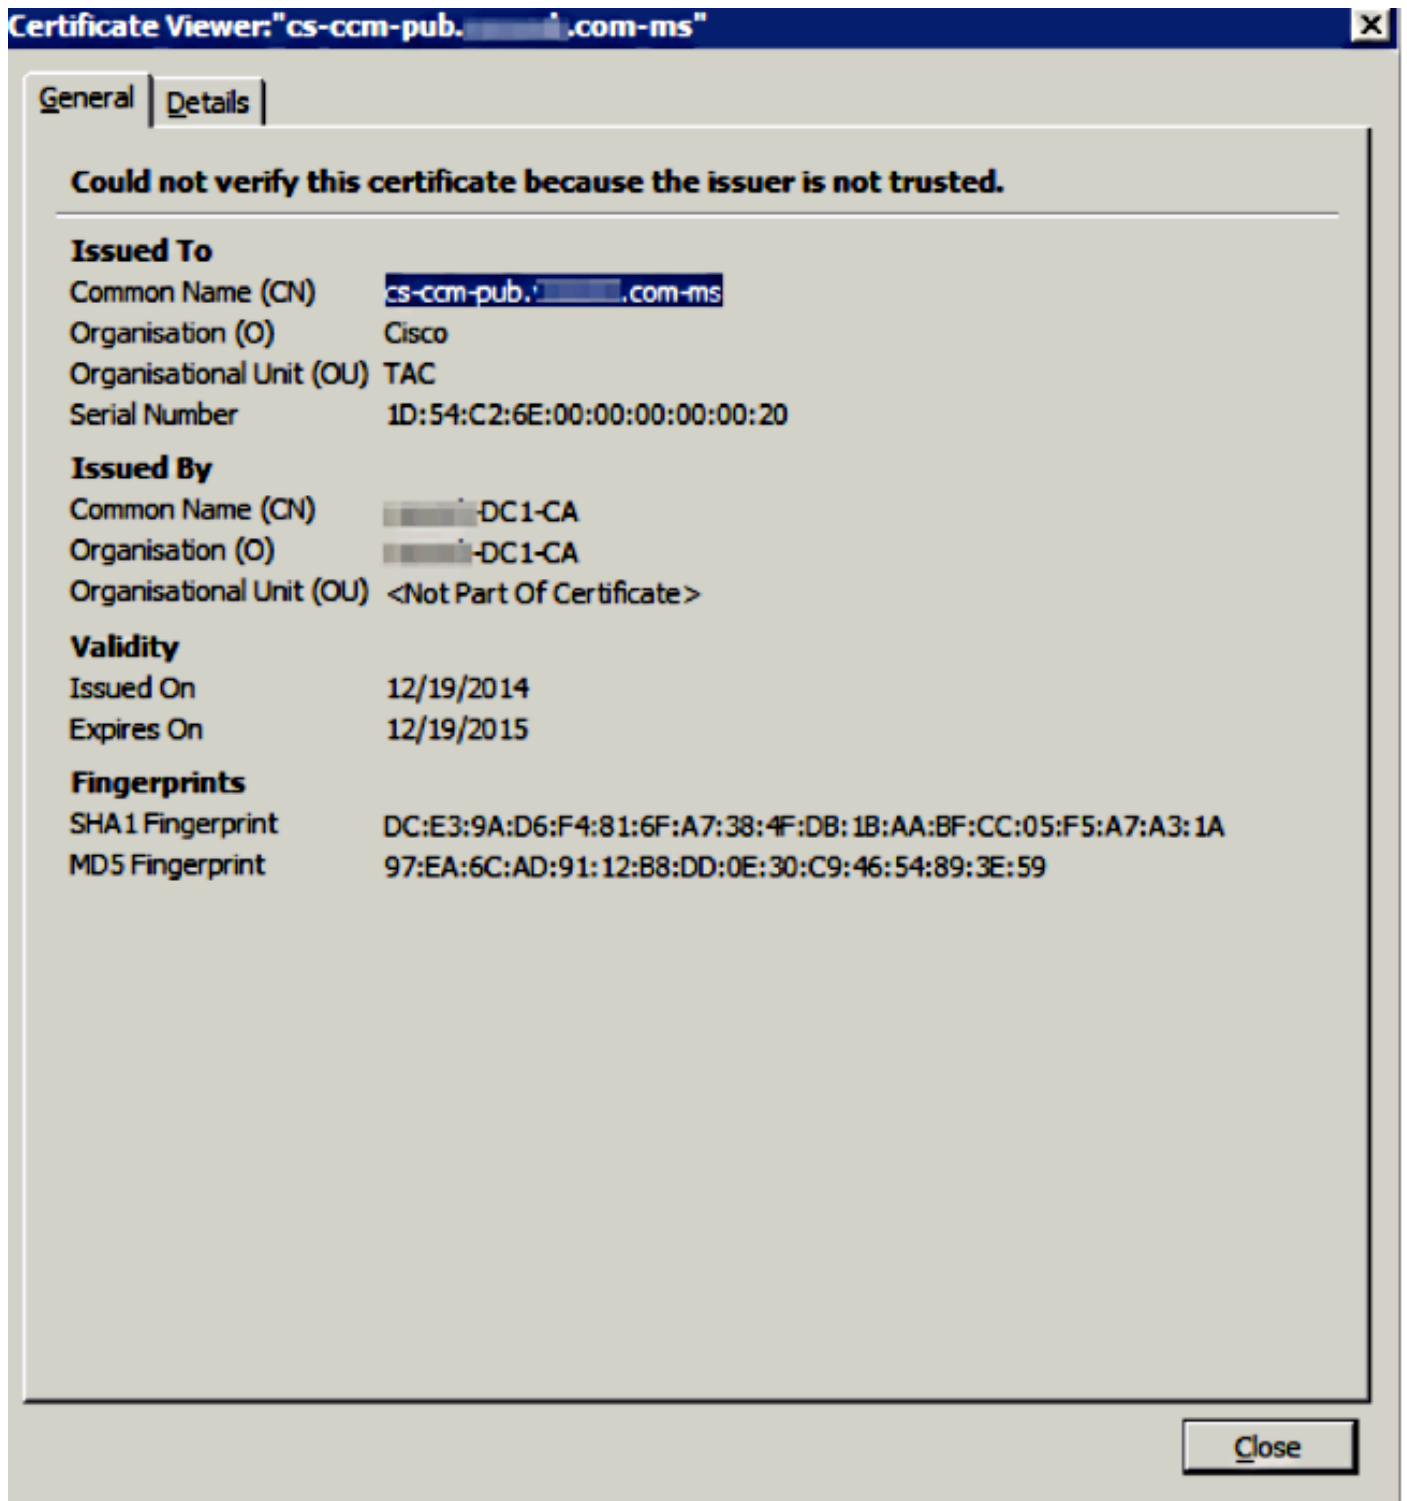 Certificate Viewer:"cs-ccm-pub. .com-ms"
General Details
Could not verify this certificate because the issuer is not trusted.
Issued To
Common Name (CN) cs-ccm-pub. .com-ms
Organisation (O) Cisco
Organisational Unit (OU) TAC
Serial Number 1D:54:C2:6E:00:00:00:00:00:20
Issued By
Common Name (CN) -DC1-CA
Organisation (O) -DC1-CA
Organisational Unit (OU) <Not Part Of Certificate>
Validity
Issued On 12/19/2014
Expires On 12/19/2015
Fingerprints
SHA1 Fingerprint DC:E3:9A:D6:F4:81:6F:A7:38:4F:DB:1B:AA:BF:CC:05:F5:A7:A3:1A
MD5 Fingerprint 97:EA:6C:AD:91:12:B8:DD:0E:30:C9:46:54:89:3E:59
Close